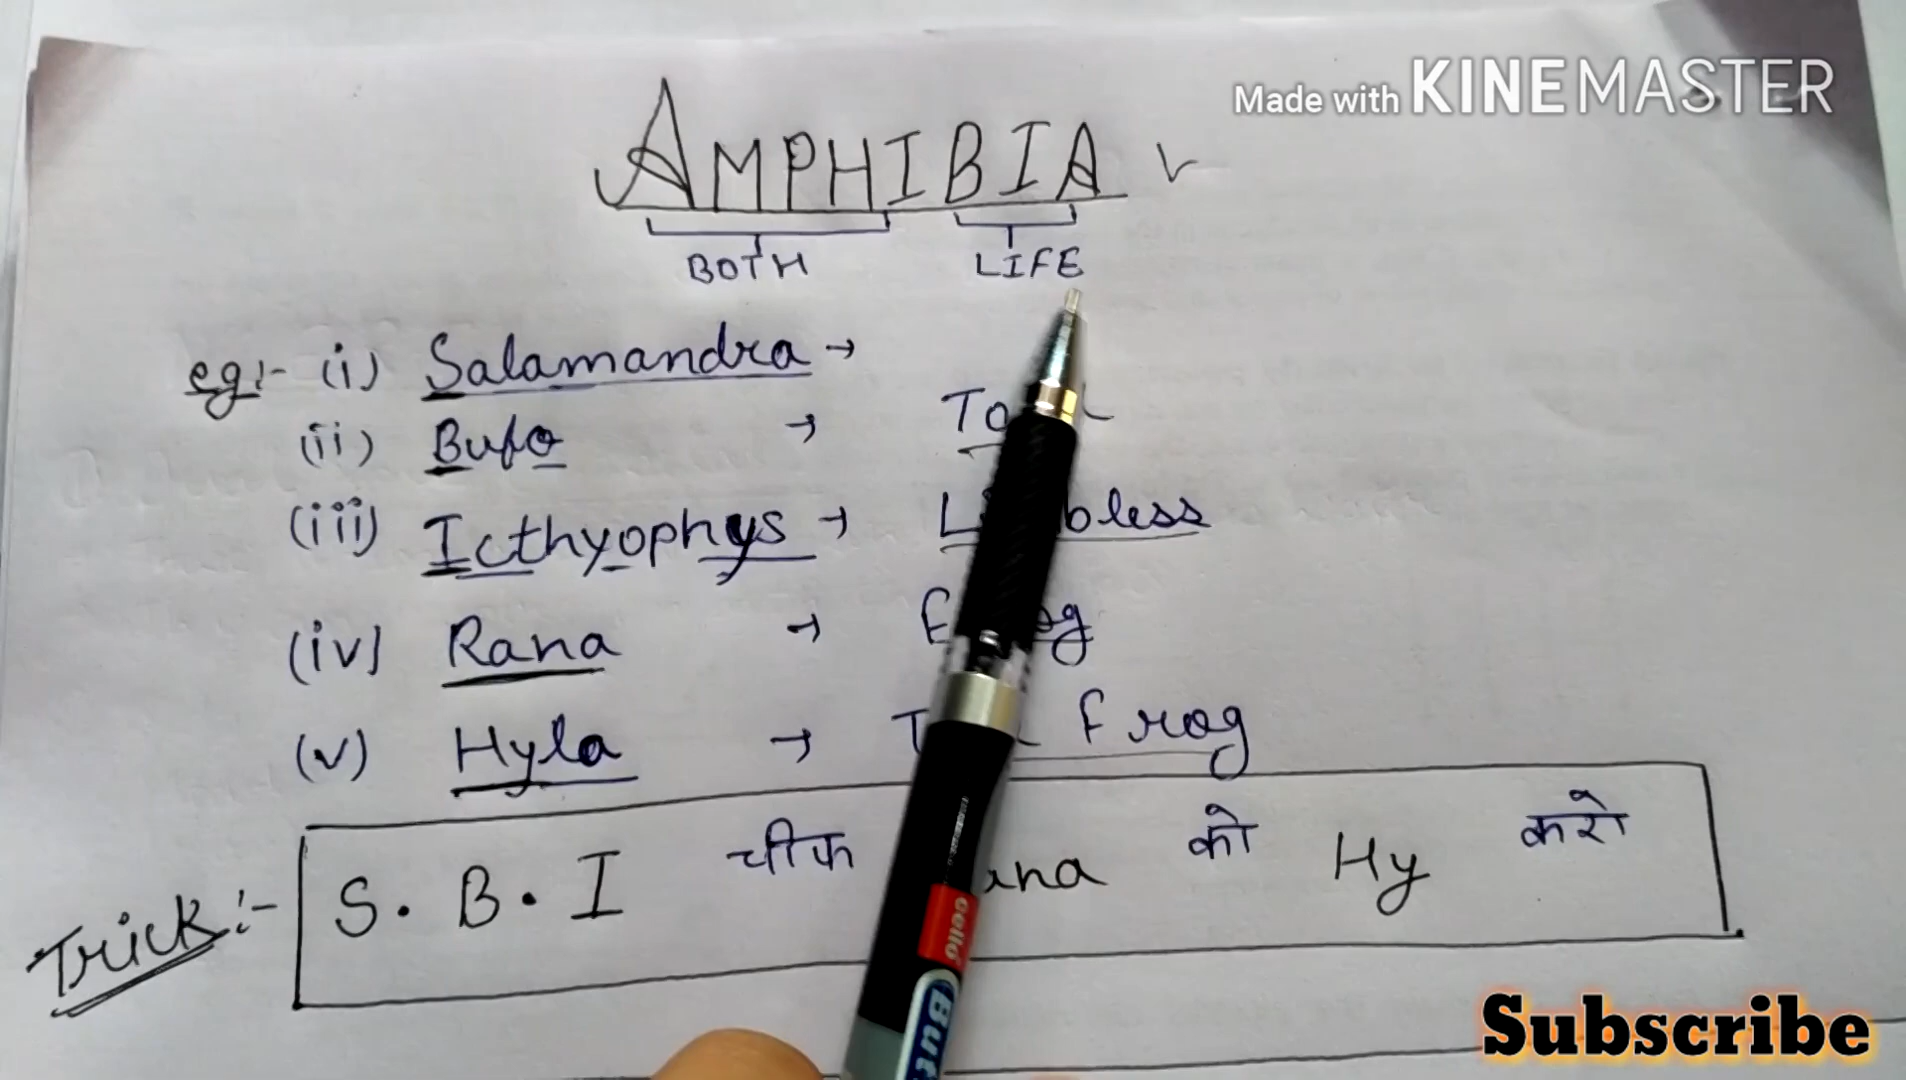 Made with KINEMASTER
AMPHIBIA
BOTH LIFE
eg:- (i) Salamandra →
(ii) Bufo →
(iii) Icthyophys →
(iv) Rana →
(v) Hyla → Frog
Trick:- S. B. I चीफ को Hy करो
cello
Subscribe